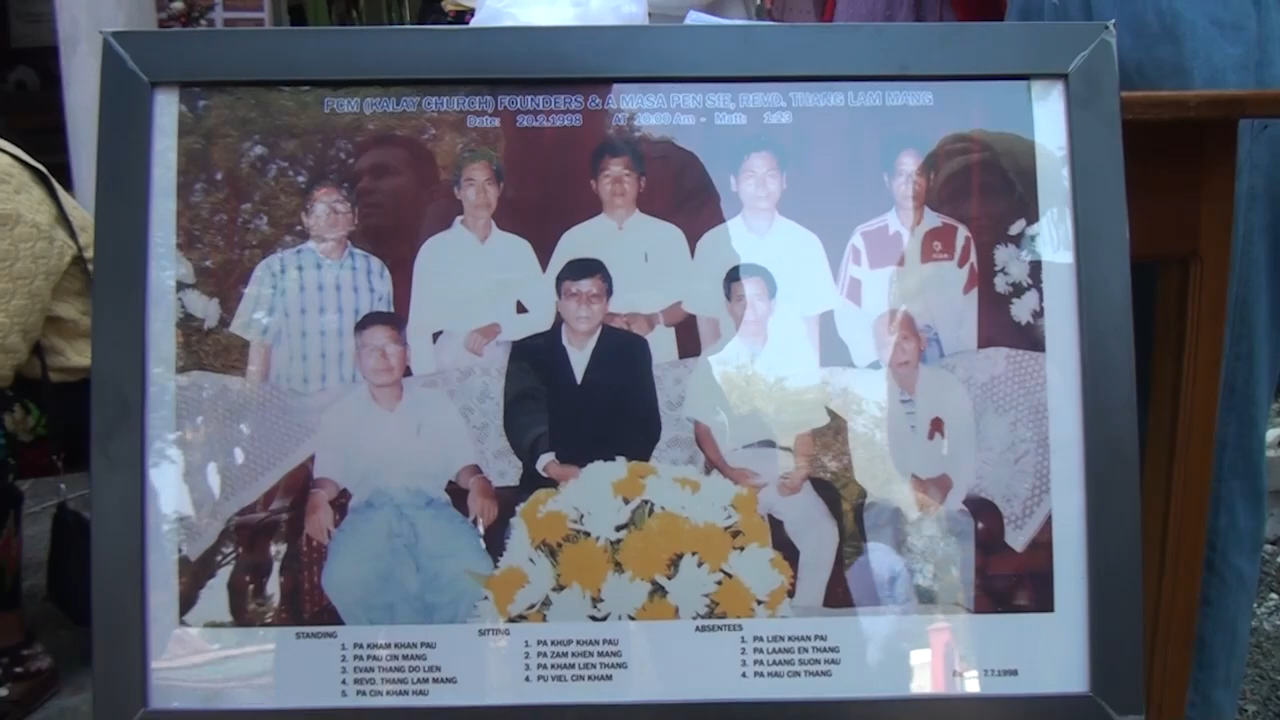 PCM (KALAY CHURCH) FOUNDERS & A MASA PEN SIE, REVD. THANG LAM MANG
Date: 20.2.1998 AT 10:00 Am - Matt: 1:23
STANDING
1. PA KHAM KHAN PAU
2. PA PAU CIN MANG
3. EVAN THANG DO LIEN
4. REVD. THANG LAM MANG
5. PA CIN KHAN HAU
SITTING
1. PA KHUP KHAN PAU
2. PA ZAM KHEN MANG
3. PA KHAM LIEN THANG
4. PU VIEL CIN KHAM
ABSENTEES
1. PA LIEN KHAN PAI
2. PA LAANG EN THANG
3. PA LAANG SUON HAU
4. PA HAU CIN THANG
7.7.1998